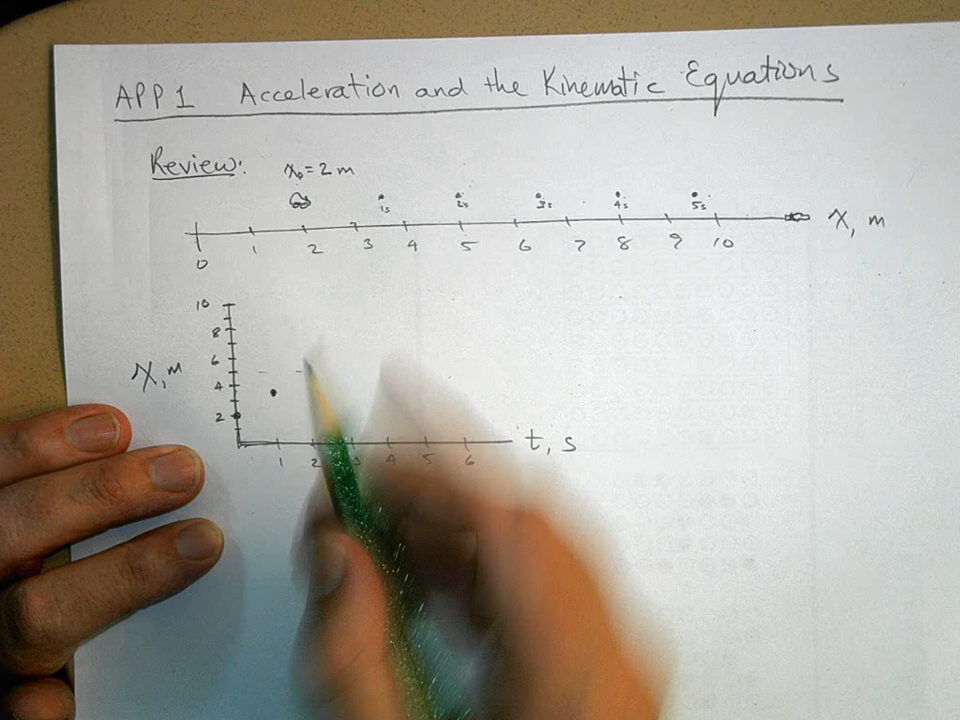 APP 1 Acceleration and the Kinematic Equations
Review:
x₀ = 2 m
1s 2s 3s 4s 5s
0 1 2 3 4 5 6 7 8 9 10
X, m
10
8
6
4
2
X, m
1 2 3 4 5 6
t, s